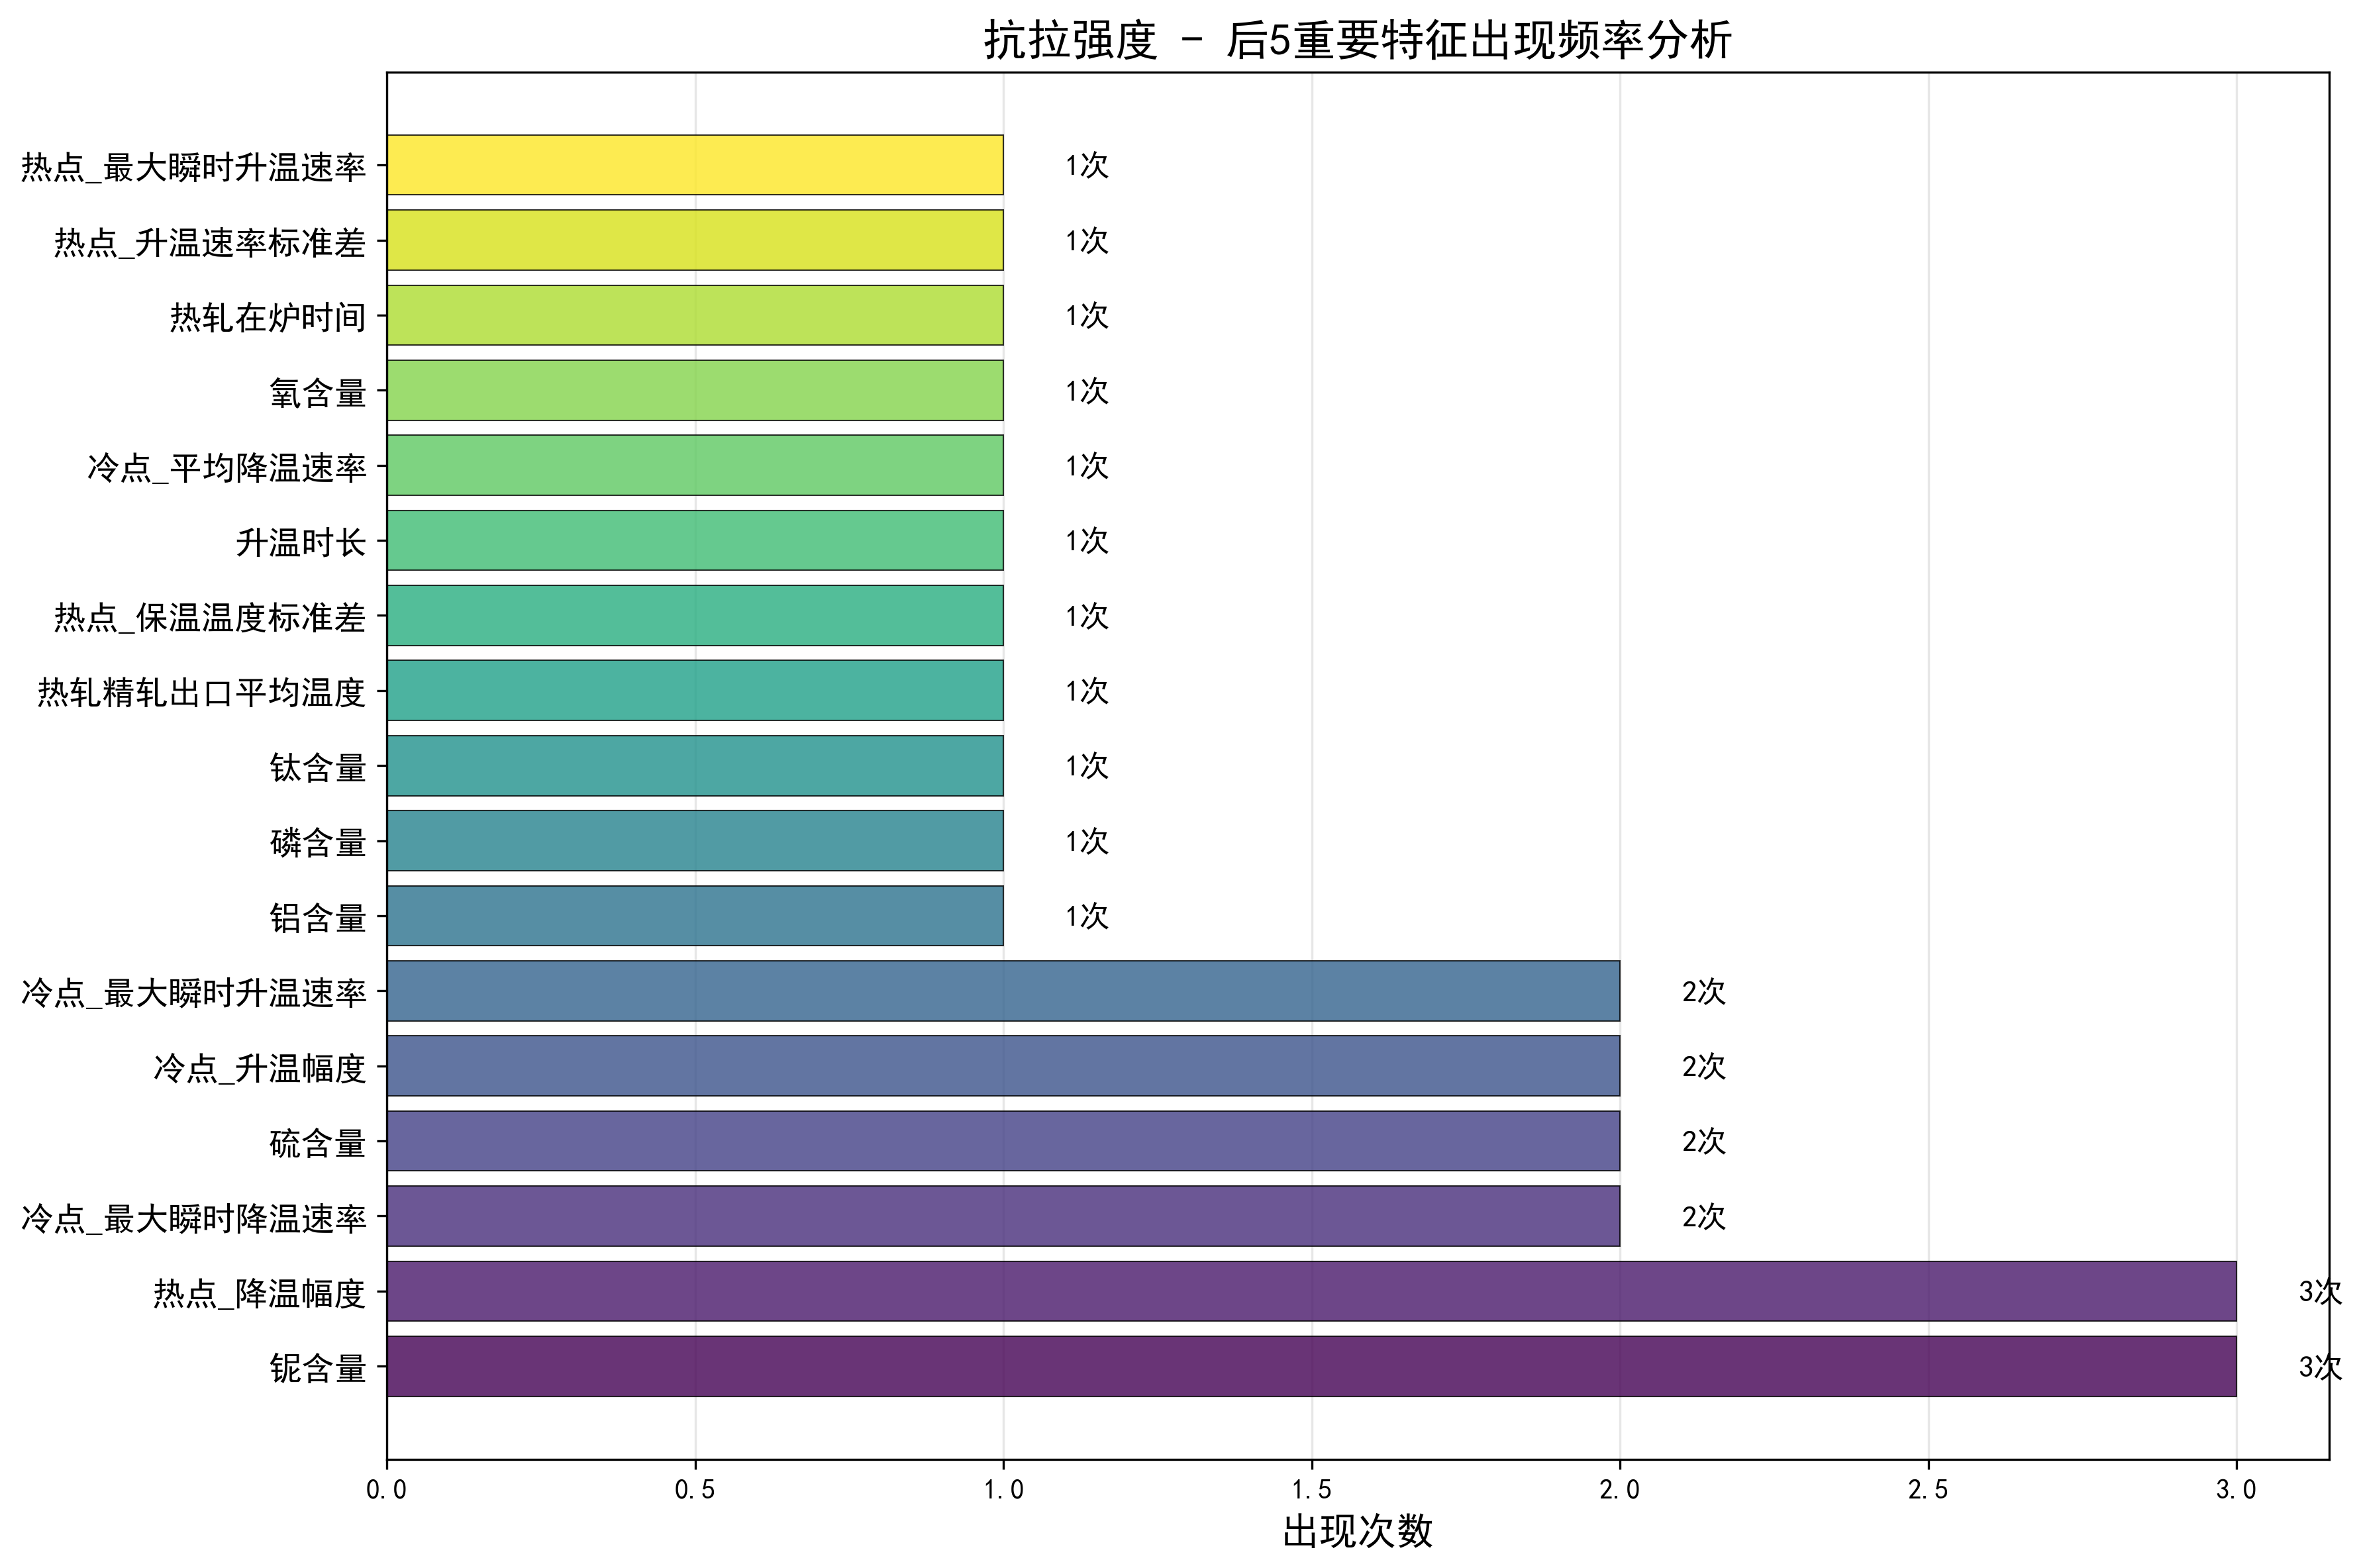 抗拉强度 - 后5重要特征出现频率分析
热点_最大瞬时升温速率 1次
热点_升温速率标准差 1次
热轧在炉时间 1次
氧含量 1次
冷点_平均降温速率 1次
升温时长 1次
热点_保温温度标准差 1次
热轧精轧出口平均温度 1次
钛含量 1次
磷含量 1次
铝含量 1次
冷点_最大瞬时升温速率 2次
冷点_升温幅度 2次
硫含量 2次
冷点_最大瞬时降温速率 2次
热点_降温幅度 3次
铌含量 3次
0.0 0.5 1.0 1.5 2.0 2.5 3.0
出现次数